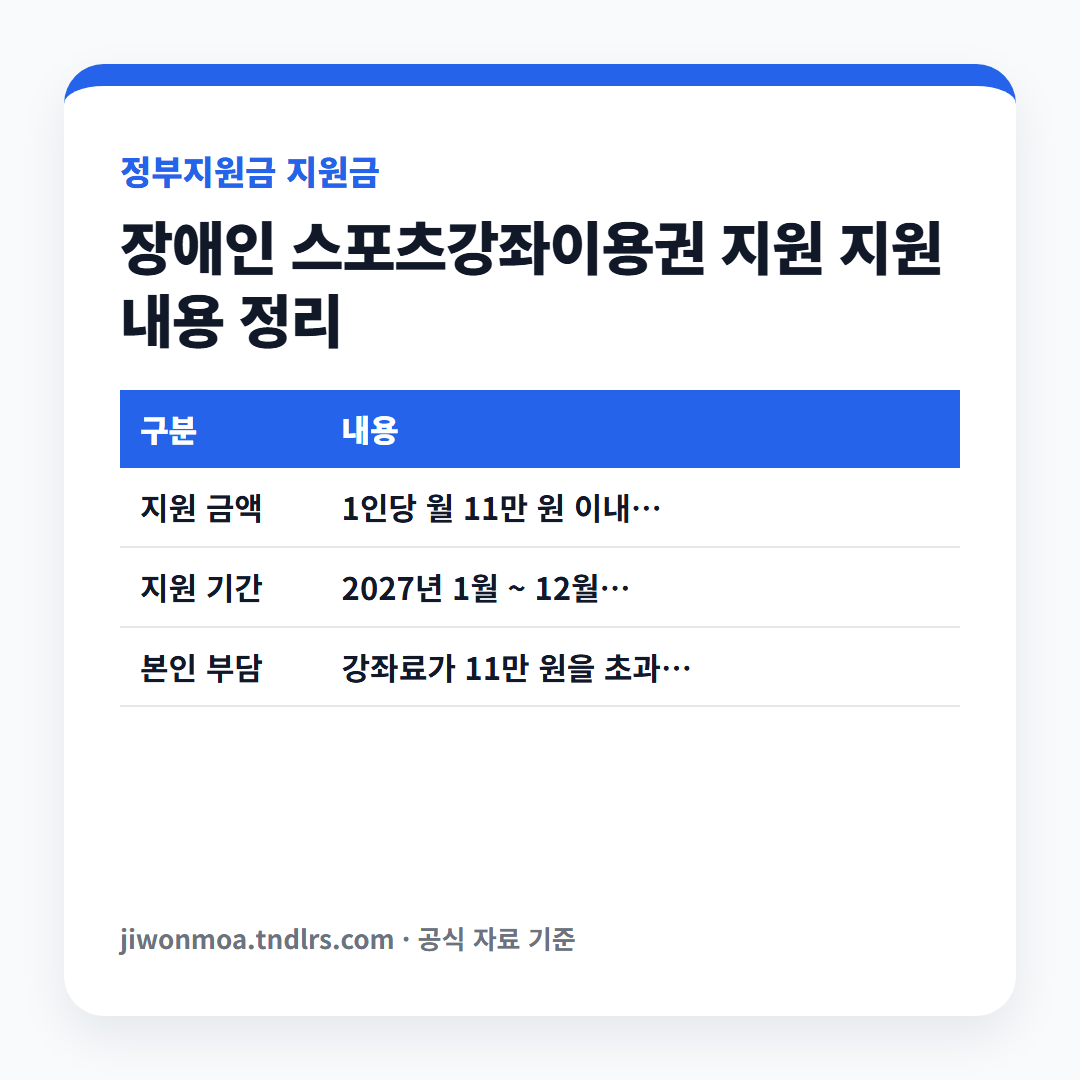 정부지원금 지원금
장애인 스포츠강좌이용권 지원 지원
내용 정리
구분 내용
지원 금액 1인당 월 11만 원 이내…
지원 기간 2027년 1월 ~ 12월…
본인 부담 강좌료가 11만 원을 초과…
jiwonmoa.tndlrs.com · 공식 자료 기준